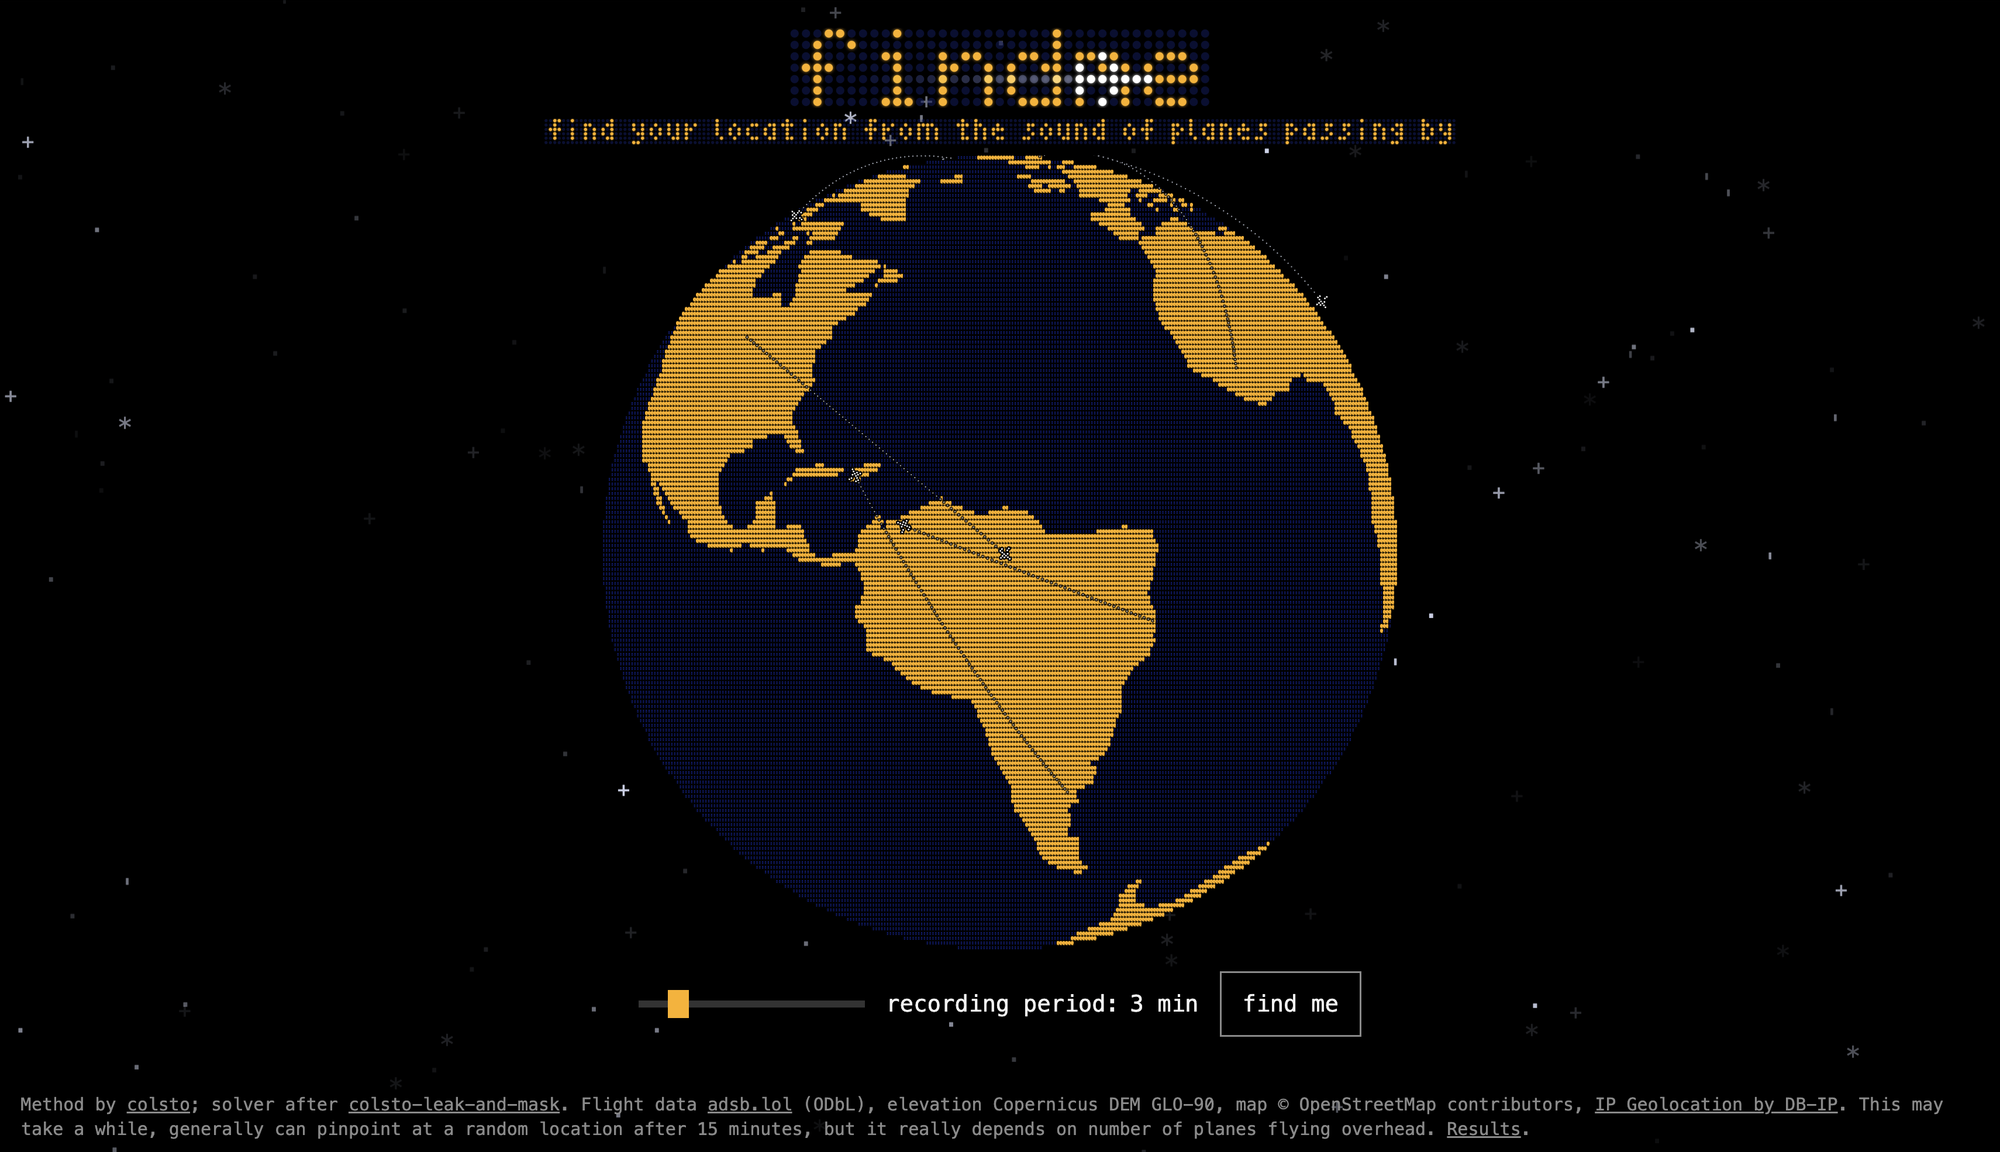 findme
find your location from the sound of planes passing by
recording period: 3 min
find me
Method by colsto; solver after colsto-leak-and-mask. Flight data adsb.lol (ODbL), elevation Copernicus DEM GLO-90, map © OpenStreetMap contributors, IP Geolocation by DB-IP. This may
take a while, generally can pinpoint at a random location after 15 minutes, but it really depends on number of planes flying overhead. Results.